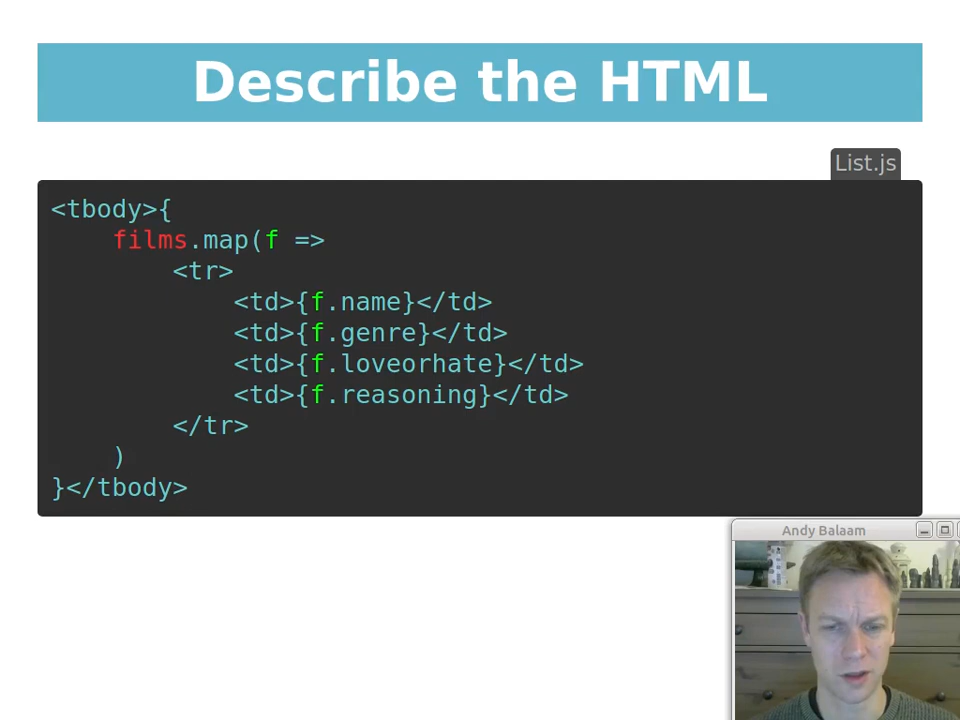 Describe the HTML
List.js
<tbody>{
    films.map(f =>
        <tr>
            <td>{f.name}</td>
            <td>{f.genre}</td>
            <td>{f.loveorhate}</td>
            <td>{f.reasoning}</td>
        </tr>
    )
}</tbody>
Andy Balaam